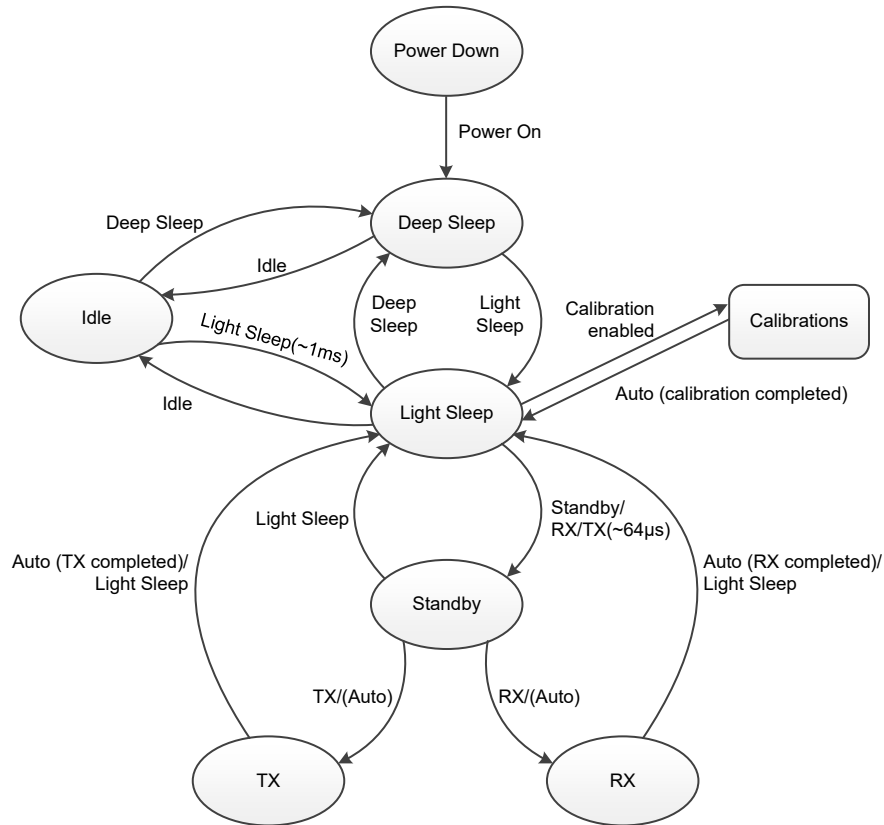 Power Down
Power On
Deep Sleep
Deep Sleep
Idle
Deep
Sleep
Light
Sleep
Calibration
enabled
Idle
Calibrations
Light Sleep(~1ms)
Auto (calibration completed)
Idle
Light Sleep
Light Sleep
Standby/
RX/TX(~64μs)
Auto (TX completed)/
Light Sleep
Auto (RX completed)/
Light Sleep
Standby
TX/(Auto)
RX/(Auto)
TX
RX